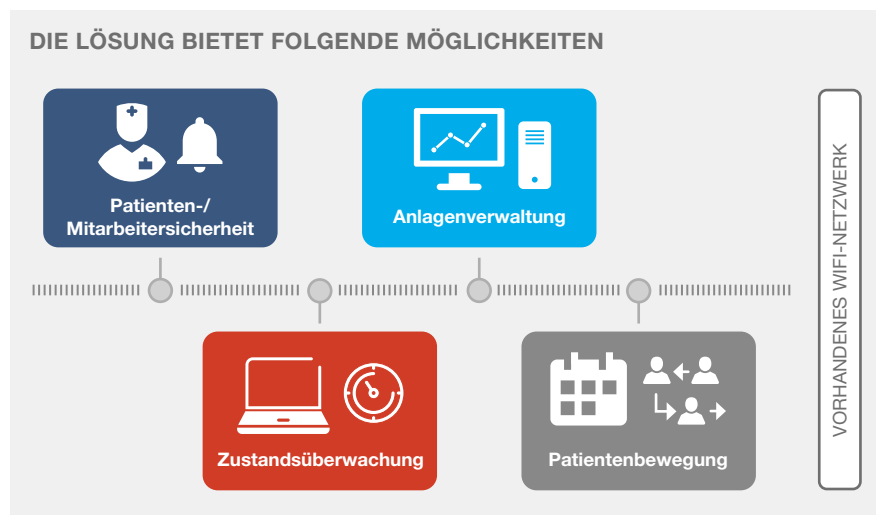 DIE LÖSUNG BIETET FOLGENDE MÖGLICHKEITEN
Patienten-/
Mitarbeitersicherheit
Anlagenverwaltung
Zustandsüberwachung
Patientenbewegung
VORHANDENES WIFI-NETZWERK